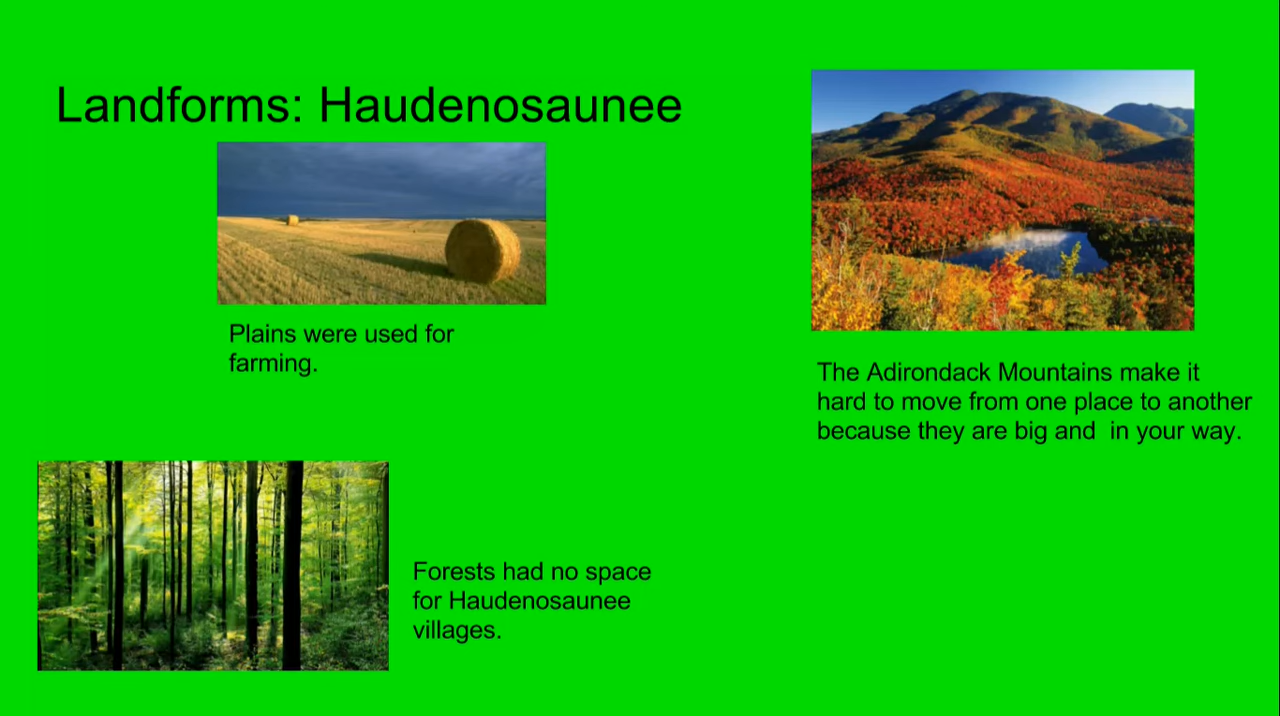 Landforms: Haudenosaunee
Plains were used for
farming.
The Adirondack Mountains make it
hard to move from one place to another
because they are big and  in your way.
Forests had no space
for Haudenosaunee
villages.